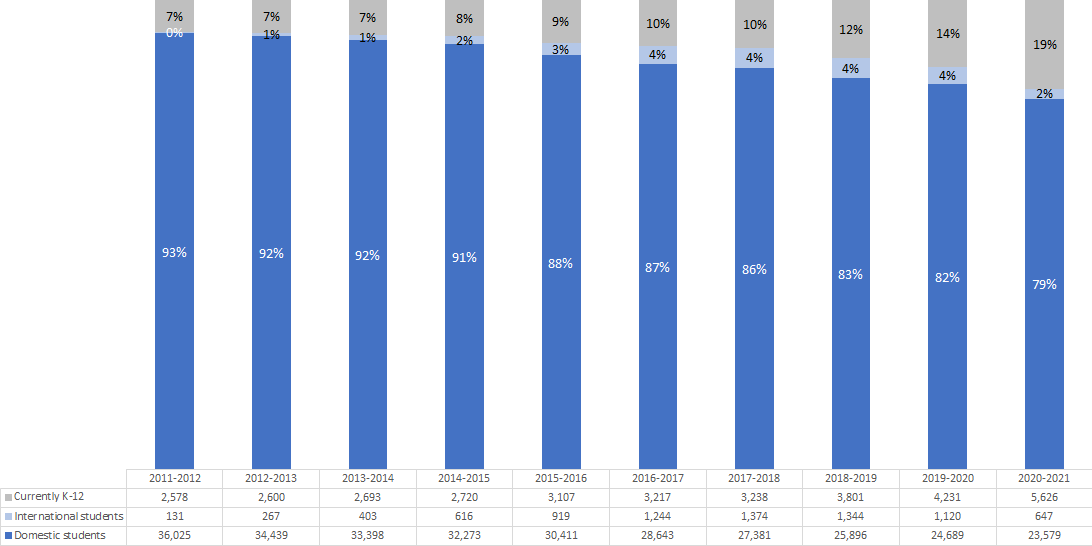 7% 7% 7% 8% 9% 10% 10% 12% 14% 19%
0% 1% 1% 2% 3% 4% 4% 4% 4% 2%
93% 92% 92% 91% 88% 87% 86% 83% 82% 79%
2011-2012 2012-2013 2013-2014 2014-2015 2015-2016 2016-2017 2017-2018 2018-2019 2019-2020 2020-2021
Currently K-12 2,578 2,600 2,693 2,720 3,107 3,217 3,238 3,801 4,231 5,626
International students 131 267 403 616 919 1,244 1,374 1,344 1,120 647
Domestic students 36,025 34,439 33,398 32,273 30,411 28,643 27,381 25,896 24,689 23,579